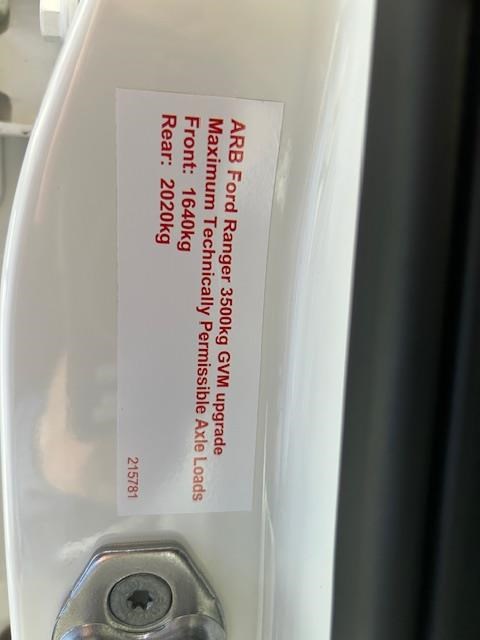 ARB Ford Ranger 3500kg GVM upgrade
Maximum Technically Permissible Axle Loads
Front: 1640kg
Rear: 2020kg
215781